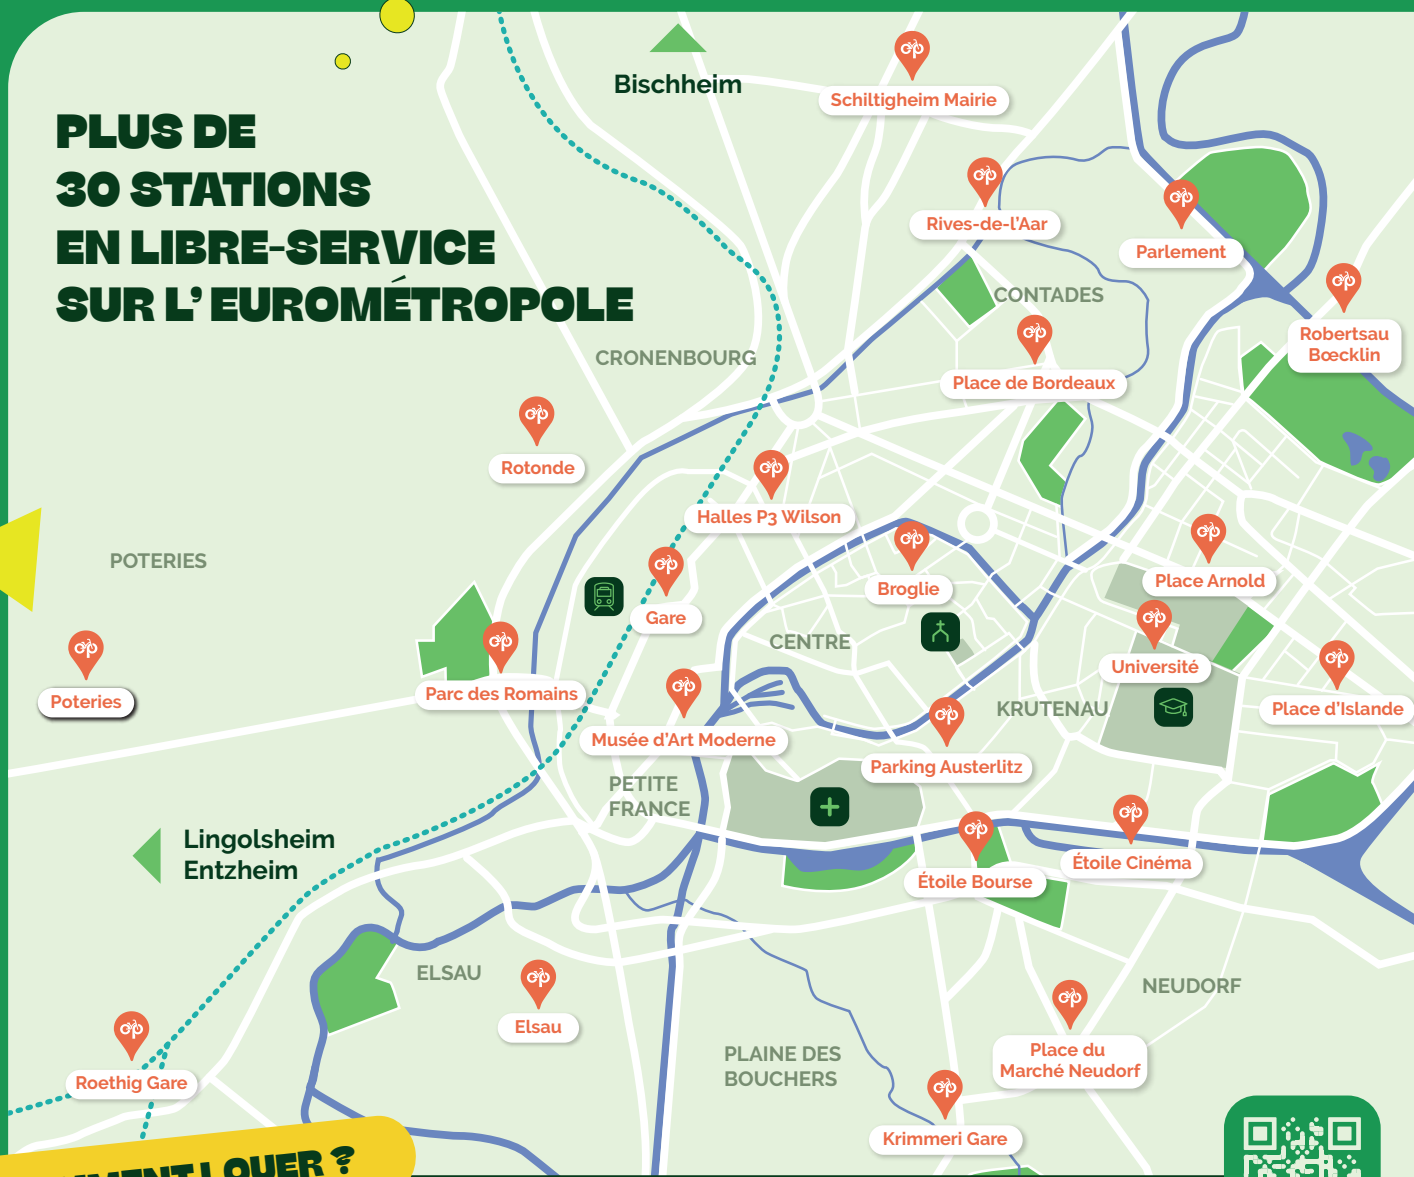 Bischheim
Schiltigheim Mairie
PLUS DE
30 STATIONS
EN LIBRE-SERVICE
SUR L’EUROMÉTROPOLE
Rives-de-l’Aar
Parlement
CONTADES
Robertsau
Bœcklin
CRONENBOURG
Place de Bordeaux
Rotonde
Halles P3 Wilson
POTERIES
Broglie
Place Arnold
Gare
CENTRE
Université
Poteries
Parc des Romains
KRUTENAU
Place d’Islande
Musée d’Art Moderne
Parking Austerlitz
PETITE
FRANCE
Lingolsheim
Entzheim
Étoile Cinéma
Étoile Bourse
ELSAU
NEUDORF
Elsau
PLAINE DES
BOUCHERS
Place du
Marché Neudorf
Roethig Gare
Krimmeri Gare
LOUER ?